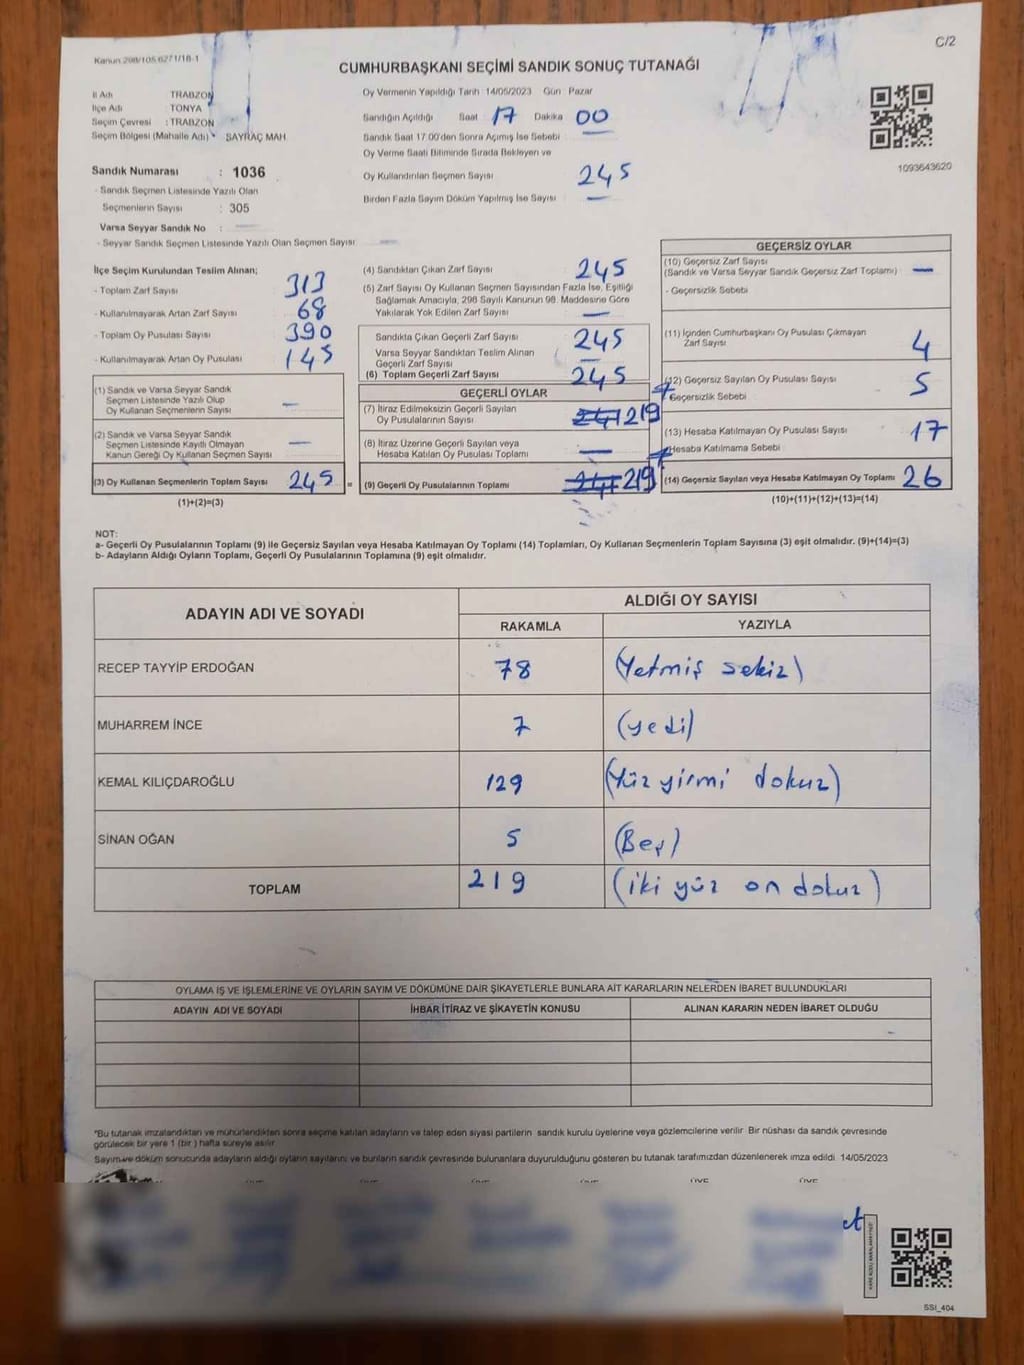 Kanun 298/105 6271/18-1
C/2
CUMHURBAŞKANI SEÇİMİ SANDIK SONUÇ TUTANAĞI
İl Adı TRABZON
İlçe Adı TONYA
Seçim Çevresi : TRABZON
Seçim Bölgesi (Mahalle Adı) SAYRAÇ MAH.
Sandık Numarası : 1036
- Sandık Seçmen Listesinde Yazılı Olan
Seçmenlerin Sayısı : 305
Varsa Seyyar Sandık No : —
- Seyyar Sandık Seçmen Listesinde Yazılı Olan Seçmen Sayısı —
Oy Vermenin Yapıldığı Tarih 14/05/2023 Gün Pazar
Sandığın Açıldığı Saat 17 Dakika 00
Sandık Saat 17.00'den Sonra Açılmış İse Sebebi
Oy Verme Saati Bitiminde Sırada Bekleyen ve
Oy Kullandırılan Seçmen Sayısı 245
Birden Fazla Sayım Döküm Yapılmış İse Sayısı —
1093643620
İlçe Seçim Kurulundan Teslim Alınan;
- Toplam Zarf Sayısı 313
- Kullanılmayarak Artan Zarf Sayısı 68
- Toplam Oy Pusulası Sayısı 390
- Kullanılmayarak Artan Oy Pusulası 145
(1) Sandık ve Varsa Seyyar Sandık
Seçmen Listesinde Yazılı Olup
Oy Kullanan Seçmenlerin Sayısı —
(2) Sandık ve Varsa Seyyar Sandık
Seçmen Listesinde Kayıtlı Olmayan
Kanun Gereği Oy Kullanan Seçmen Sayısı —
(3) Oy Kullanan Seçmenlerin Toplam Sayısı 245 =
(1)+(2)=(3)
(4) Sandıktan Çıkan Zarf Sayısı 245
(5) Zarf Sayısı Oy Kullanan Seçmen Sayısından Fazla İse, Eşitliği
Sağlamak Amacıyla, 298 Sayılı Kanunun 98. Maddesine Göre
Yakılarak Yok Edilen Zarf Sayısı —
Sandıkta Çıkan Geçerli Zarf Sayısı 245
Varsa Seyyar Sandıktan Teslim Alınan
Geçerli Zarf Sayısı —
(6) Toplam Geçerli Zarf Sayısı 245
GEÇERLİ OYLAR
(7) İtiraz Edilmeksizin Geçerli Sayılan
Oy Pusulalarının Sayısı 241 219
(8) İtiraz Üzerine Geçerli Sayılan veya
Hesaba Katılan Oy Pusulası Toplamı —
(9) Geçerli Oy Pusulalarının Toplamı 241 219
GEÇERSİZ OYLAR
(10) Geçersiz Zarf Sayısı
(Sandık ve Varsa Seyyar Sandık Geçersiz Zarf Toplamı) —
- Geçersizlik Sebebi
(11) İçinden Cumhurbaşkanı Oy Pusulası Çıkmayan
Zarf Sayısı 4
(12) Geçersiz Sayılan Oy Pusulası Sayısı 5
Geçersizlik Sebebi
(13) Hesaba Katılmayan Oy Pusulası Sayısı 17
Hesaba Katılmama Sebebi
(14) Geçersiz Sayılan veya Hesaba Katılmayan Oy Toplamı 26
(10)+(11)+(12)+(13)=(14)
NOT:
a- Geçerli Oy Pusulalarının Toplamı (9) ile Geçersiz Sayılan veya Hesaba Katılmayan Oy Toplamı (14) Toplamları, Oy Kullanan Seçmenlerin Toplam Sayısına (3) eşit olmalıdır. (9)+(14)=(3)
b- Adayların Aldığı Oyların Toplamı, Geçerli Oy Pusulalarının Toplamına (9) eşit olmalıdır.
ADAYIN ADI VE SOYADI ALDIĞI OY SAYISI
RAKAMLA YAZIYLA
RECEP TAYYİP ERDOĞAN 78 (Yetmiş sekiz)
MUHARREM İNCE 7 (yedi)
KEMAL KILIÇDAROĞLU 129 (Yüz yirmi dokuz)
SİNAN OĞAN 5 (Beş)
TOPLAM 219 (iki yüz on dokuz)
OYLAMA İŞ VE İŞLEMLERİNE VE OYLARIN SAYIM VE DÖKÜMÜNE DAİR ŞİKAYETLERLE BUNLARA AİT KARARLARIN NELERDEN İBARET BULUNDUKLARI
ADAYIN ADI VE SOYADI İHBAR İTİRAZ VE ŞİKAYETİN KONUSU ALINAN KARARIN NEDEN İBARET OLDUĞU
"Bu tutanak imzalandıktan ve mühürlendikten sonra seçime katılan adayların ve talep eden siyasi partilerin sandık kurulu üyelerine veya gözlemcilerine verilir. Bir nüshası da sandık çevresinde
görülecek bir yere 1 (bir) hafta süreyle asılır.
Sayım ve döküm sonucunda adayların aldığı oyların sayılarını ve bunların sandık çevresinde bulunanlara duyurulduğunu gösteren bu tutanak tarafımızdan düzenlenerek imza edildi. 14/05/2023
ÜYE ÜYE ÜYE ÜYE ÜYE ÜYE
et
SSI_404